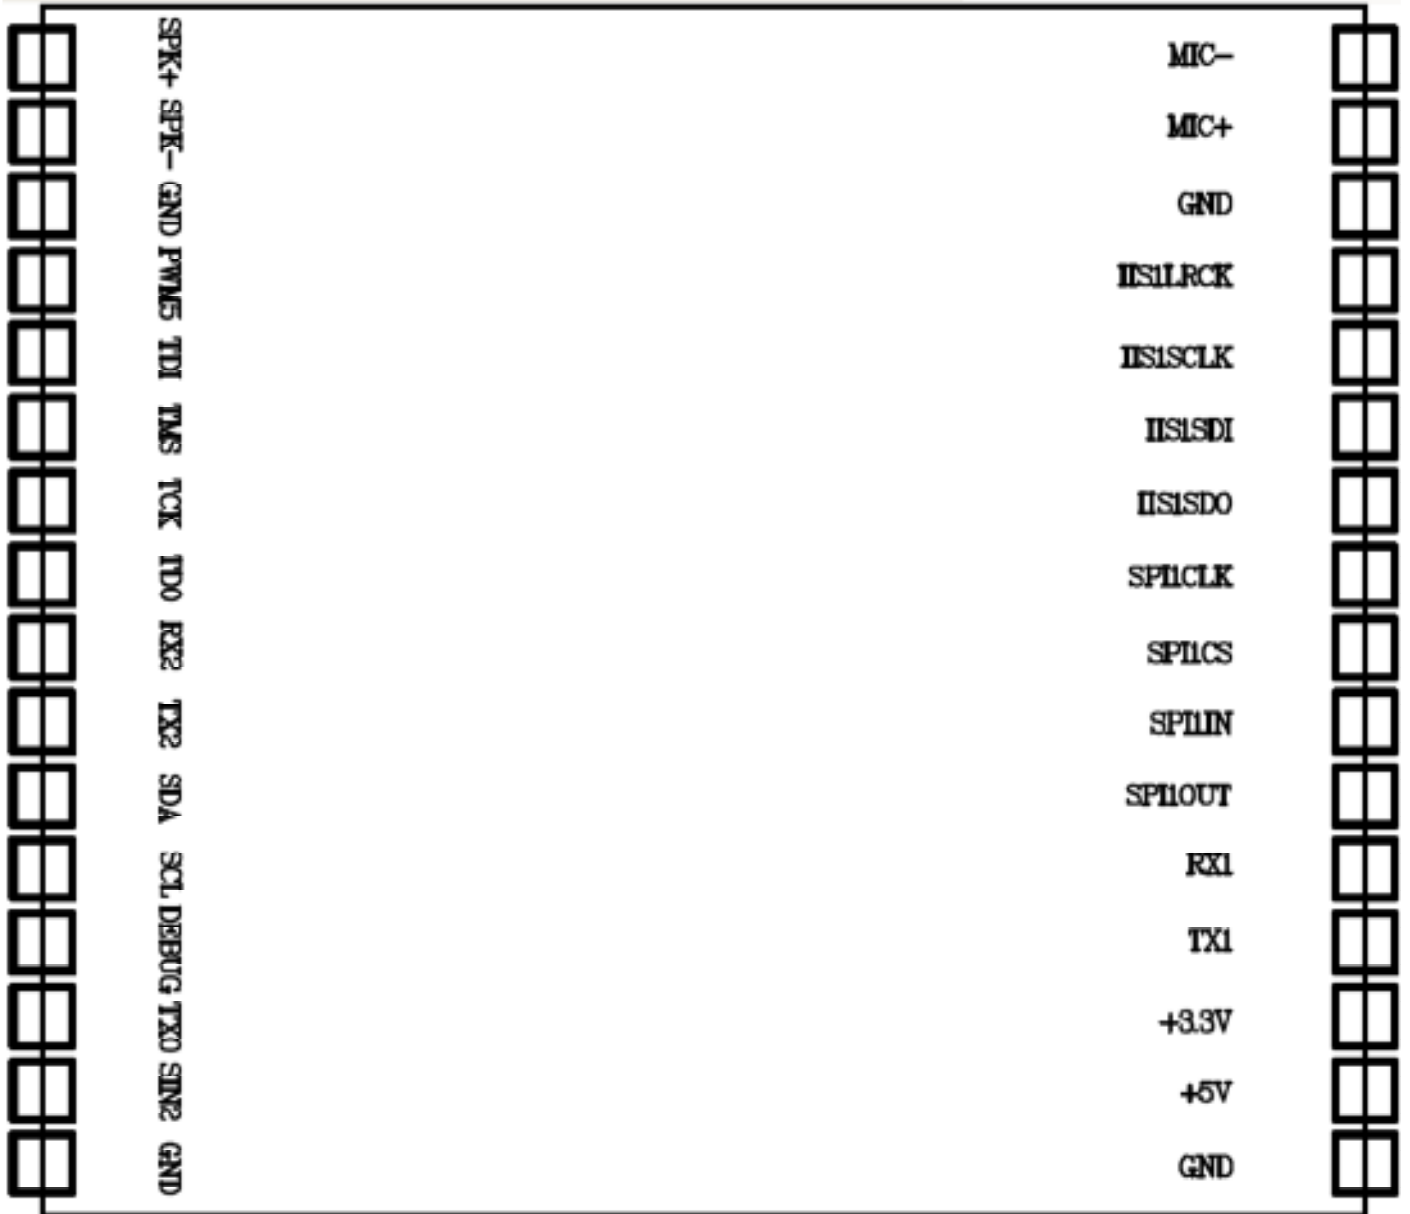 SPK+
SPK-
GND
PWM5
TDI
TMS
TCK
TDO
RX2
TX2
SDA
SCL
DEBUG
TX0
SIN2
GND
MIC-
MIC+
GND
IIS1LRCK
IIS1SCLK
IIS1SDI
IIS1SDO
SPI1CLK
SPI1CS
SPI1IN
SPI1OUT
RX1
TX1
+3.3V
+5V
GND